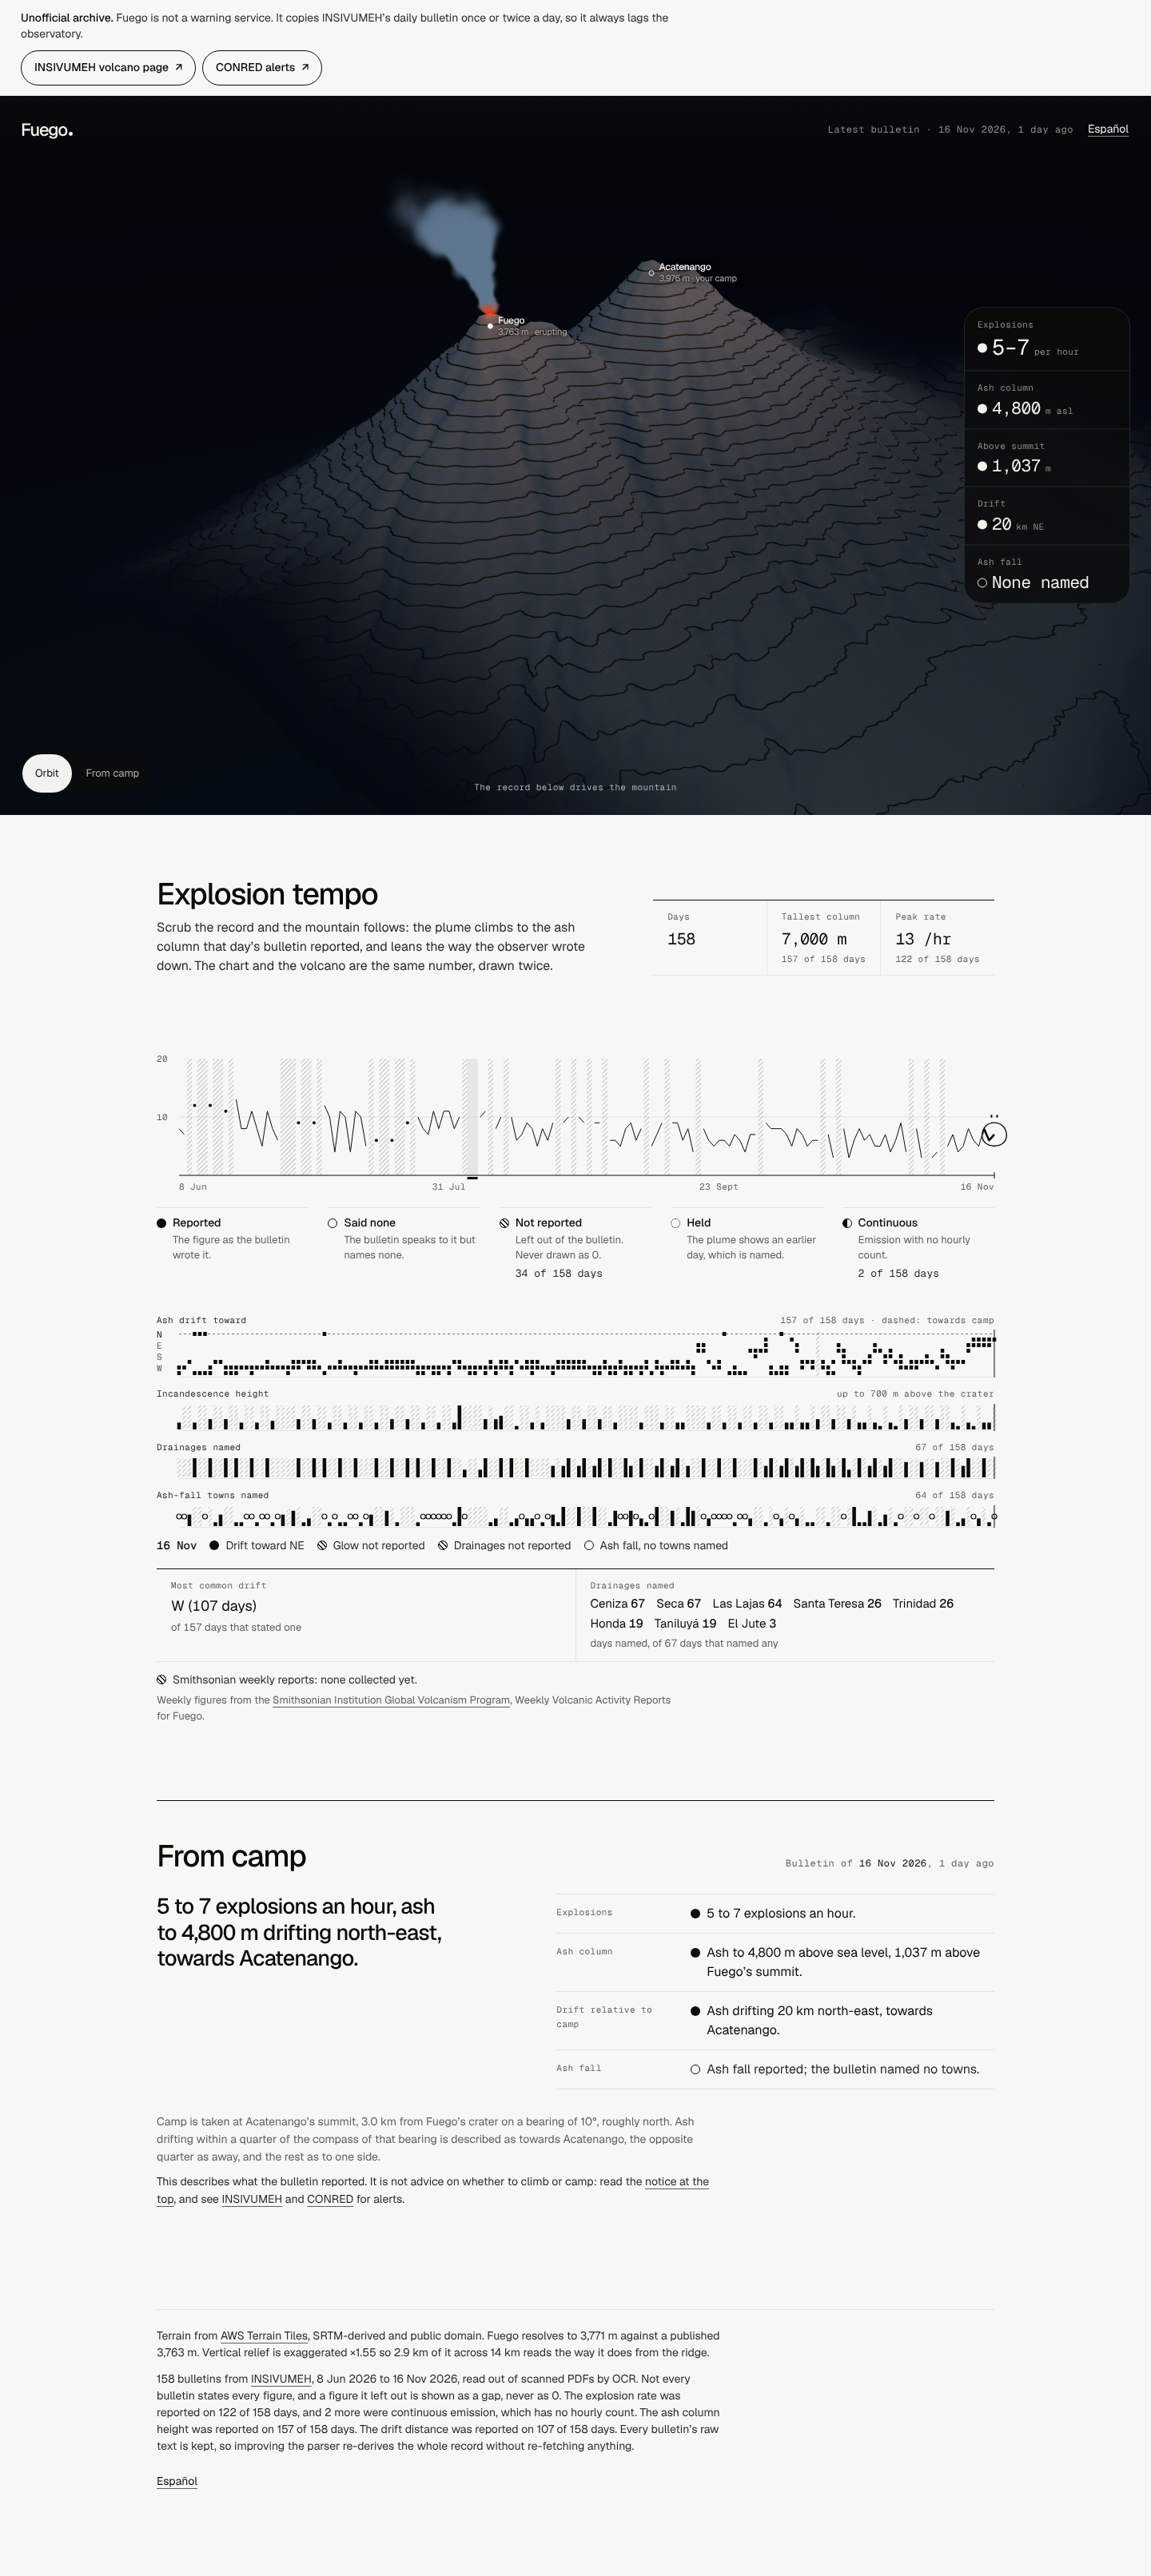 Unofficial archive. Fuego is not a warning service. It copies INSIVUMEH’s daily bulletin once or twice a day, so it always lags the
observatory.
INSIVUMEH volcano page ↗
CONRED alerts ↗
Fuego.
Latest bulletin · 16 Nov 2026, 1 day ago
Español
Acatenango
3,976 m · your camp
Fuego
3,763 m · erupting
Explosions
5–7 per hour
Ash column
4,800 m asl
Above summit
1,037 m
Drift
20 km NE
Ash fall
None named
Orbit
From camp
The record below drives the mountain
Explosion tempo
Scrub the record and the mountain follows: the plume climbs to the ash
column that day’s bulletin reported, and leans the way the observer wrote
down. The chart and the volcano are the same number, drawn twice.
Days
158
Tallest column
7,000 m
157 of 158 days
Peak rate
13 /hr
122 of 158 days
20
10
8 Jun
31 Jul
23 Sept
16 Nov
Reported
The figure as the bulletin
wrote it.
Said none
The bulletin speaks to it but
names none.
Not reported
Left out of the bulletin.
Never drawn as 0.
34 of 158 days
Held
The plume shows an earlier
day, which is named.
Continuous
Emission with no hourly
count.
2 of 158 days
Ash drift toward
157 of 158 days · dashed: towards camp
N
E
S
W
Incandescence height
up to 700 m above the crater
Drainages named
67 of 158 days
Ash-fall towns named
64 of 158 days
16 Nov Drift toward NE Glow not reported Drainages not reported Ash fall, no towns named
Most common drift
W (107 days)
of 157 days that stated one
Drainages named
Ceniza 67 Seca 67 Las Lajas 64 Santa Teresa 26 Trinidad 26
Honda 19 Taniluyá 19 El Jute 3
days named, of 67 days that named any
Smithsonian weekly reports: none collected yet.
Weekly figures from the Smithsonian Institution Global Volcanism Program, Weekly Volcanic Activity Reports
for Fuego.
From camp
Bulletin of 16 Nov 2026, 1 day ago
5 to 7 explosions an hour, ash
to 4,800 m drifting north-east,
towards Acatenango.
Explosions
5 to 7 explosions an hour.
Ash column
Ash to 4,800 m above sea level, 1,037 m above
Fuego’s summit.
Drift relative to
camp
Ash drifting 20 km north-east, towards
Acatenango.
Ash fall
Ash fall reported; the bulletin named no towns.
Camp is taken at Acatenango’s summit, 3.0 km from Fuego’s crater on a bearing of 10°, roughly north. Ash
drifting within a quarter of the compass of that bearing is described as towards Acatenango, the opposite
quarter as away, and the rest as to one side.
This describes what the bulletin reported. It is not advice on whether to climb or camp: read the notice at the
top, and see INSIVUMEH and CONRED for alerts.
Terrain from AWS Terrain Tiles, SRTM-derived and public domain. Fuego resolves to 3,771 m against a published
3,763 m. Vertical relief is exaggerated ×1.55 so 2.9 km of it across 14 km reads the way it does from the ridge.
158 bulletins from INSIVUMEH, 8 Jun 2026 to 16 Nov 2026, read out of scanned PDFs by OCR. Not every
bulletin states every figure, and a figure it left out is shown as a gap, never as 0. The explosion rate was
reported on 122 of 158 days, and 2 more were continuous emission, which has no hourly count. The ash column
height was reported on 157 of 158 days. The drift distance was reported on 107 of 158 days. Every bulletin’s raw
text is kept, so improving the parser re-derives the whole record without re-fetching anything.
Español